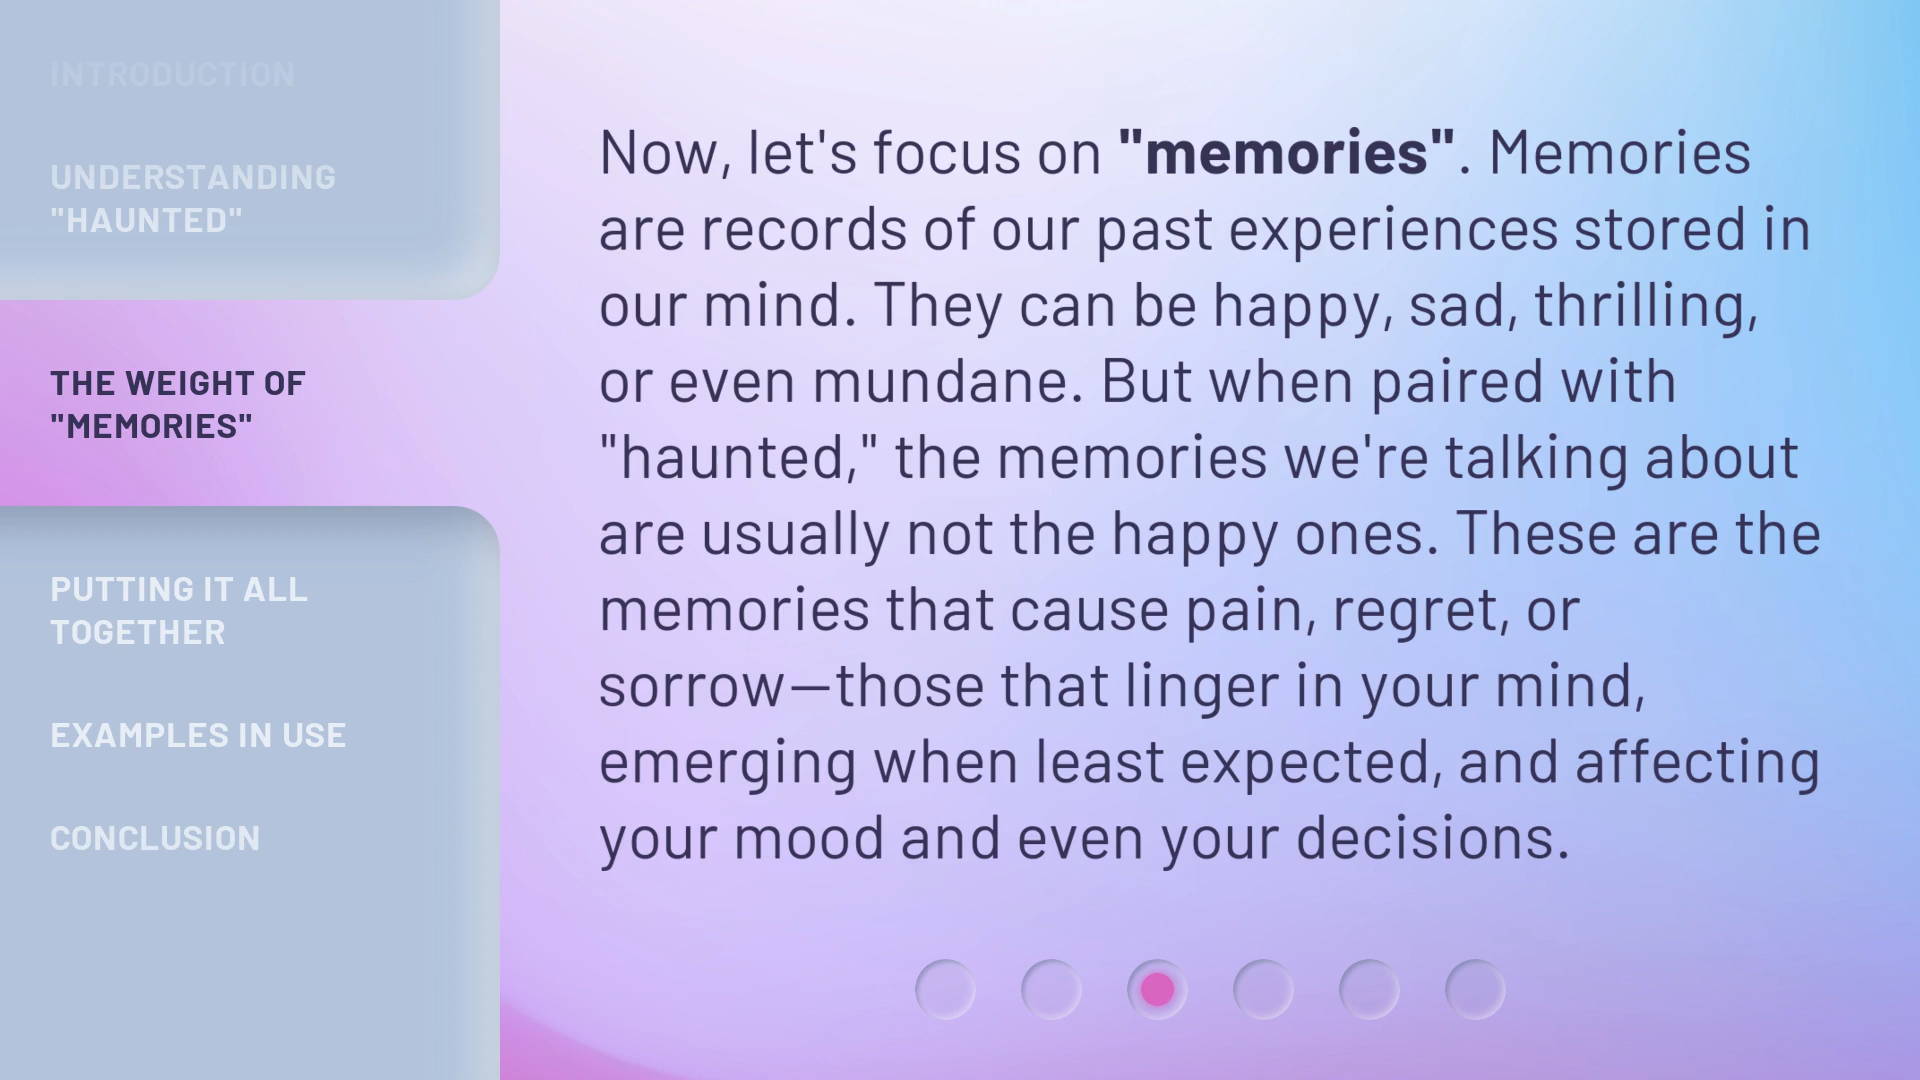 INTRODUCTION
UNDERSTANDING
"HAUNTED"
THE WEIGHT OF
"MEMORIES"
PUTTING IT ALL
TOGETHER
EXAMPLES IN USE
CONCLUSION
Now, let's focus on "memories". Memories
are records of our past experiences stored in
our mind. They can be happy, sad, thrilling,
or even mundane. But when paired with
"haunted," the memories we're talking about
are usually not the happy ones. These are the
memories that cause pain, regret, or
sorrow—those that linger in your mind,
emerging when least expected, and affecting
your mood and even your decisions.